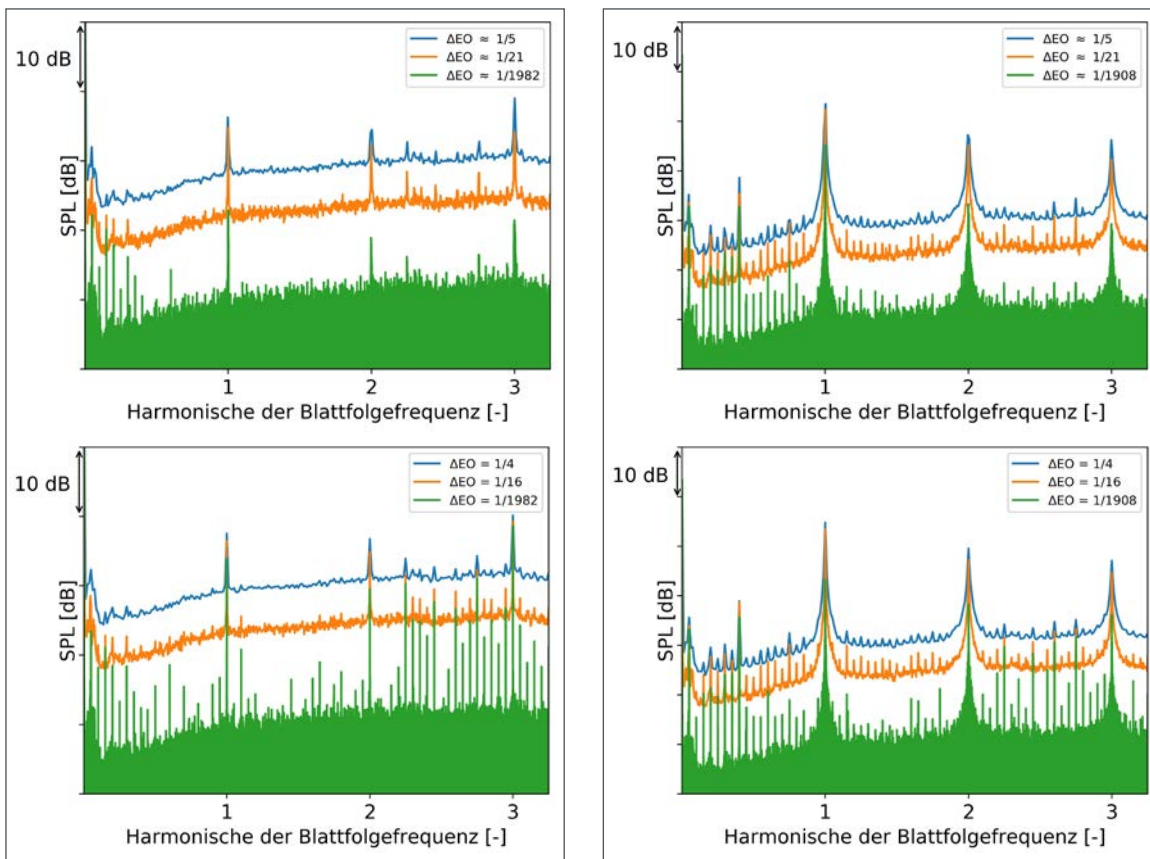 10 dB
SPL [dB]
ΔEO ≈ 1/5
ΔEO ≈ 1/21
ΔEO ≈ 1/1982
1 2 3
Harmonische der Blattfolgefrequenz [-]
10 dB
ΔEO ≈ 1/5
ΔEO ≈ 1/21
ΔEO ≈ 1/1908
SPL [dB]
1 2 3
Harmonische der Blattfolgefrequenz [-]
10 dB
ΔEO = 1/4
ΔEO = 1/16
ΔEO = 1/1982
SPL [dB]
1 2 3
Harmonische der Blattfolgefrequenz [-]
10 dB
ΔEO = 1/4
ΔEO = 1/16
ΔEO = 1/1908
SPL [dB]
1 2 3
Harmonische der Blattfolgefrequenz [-]